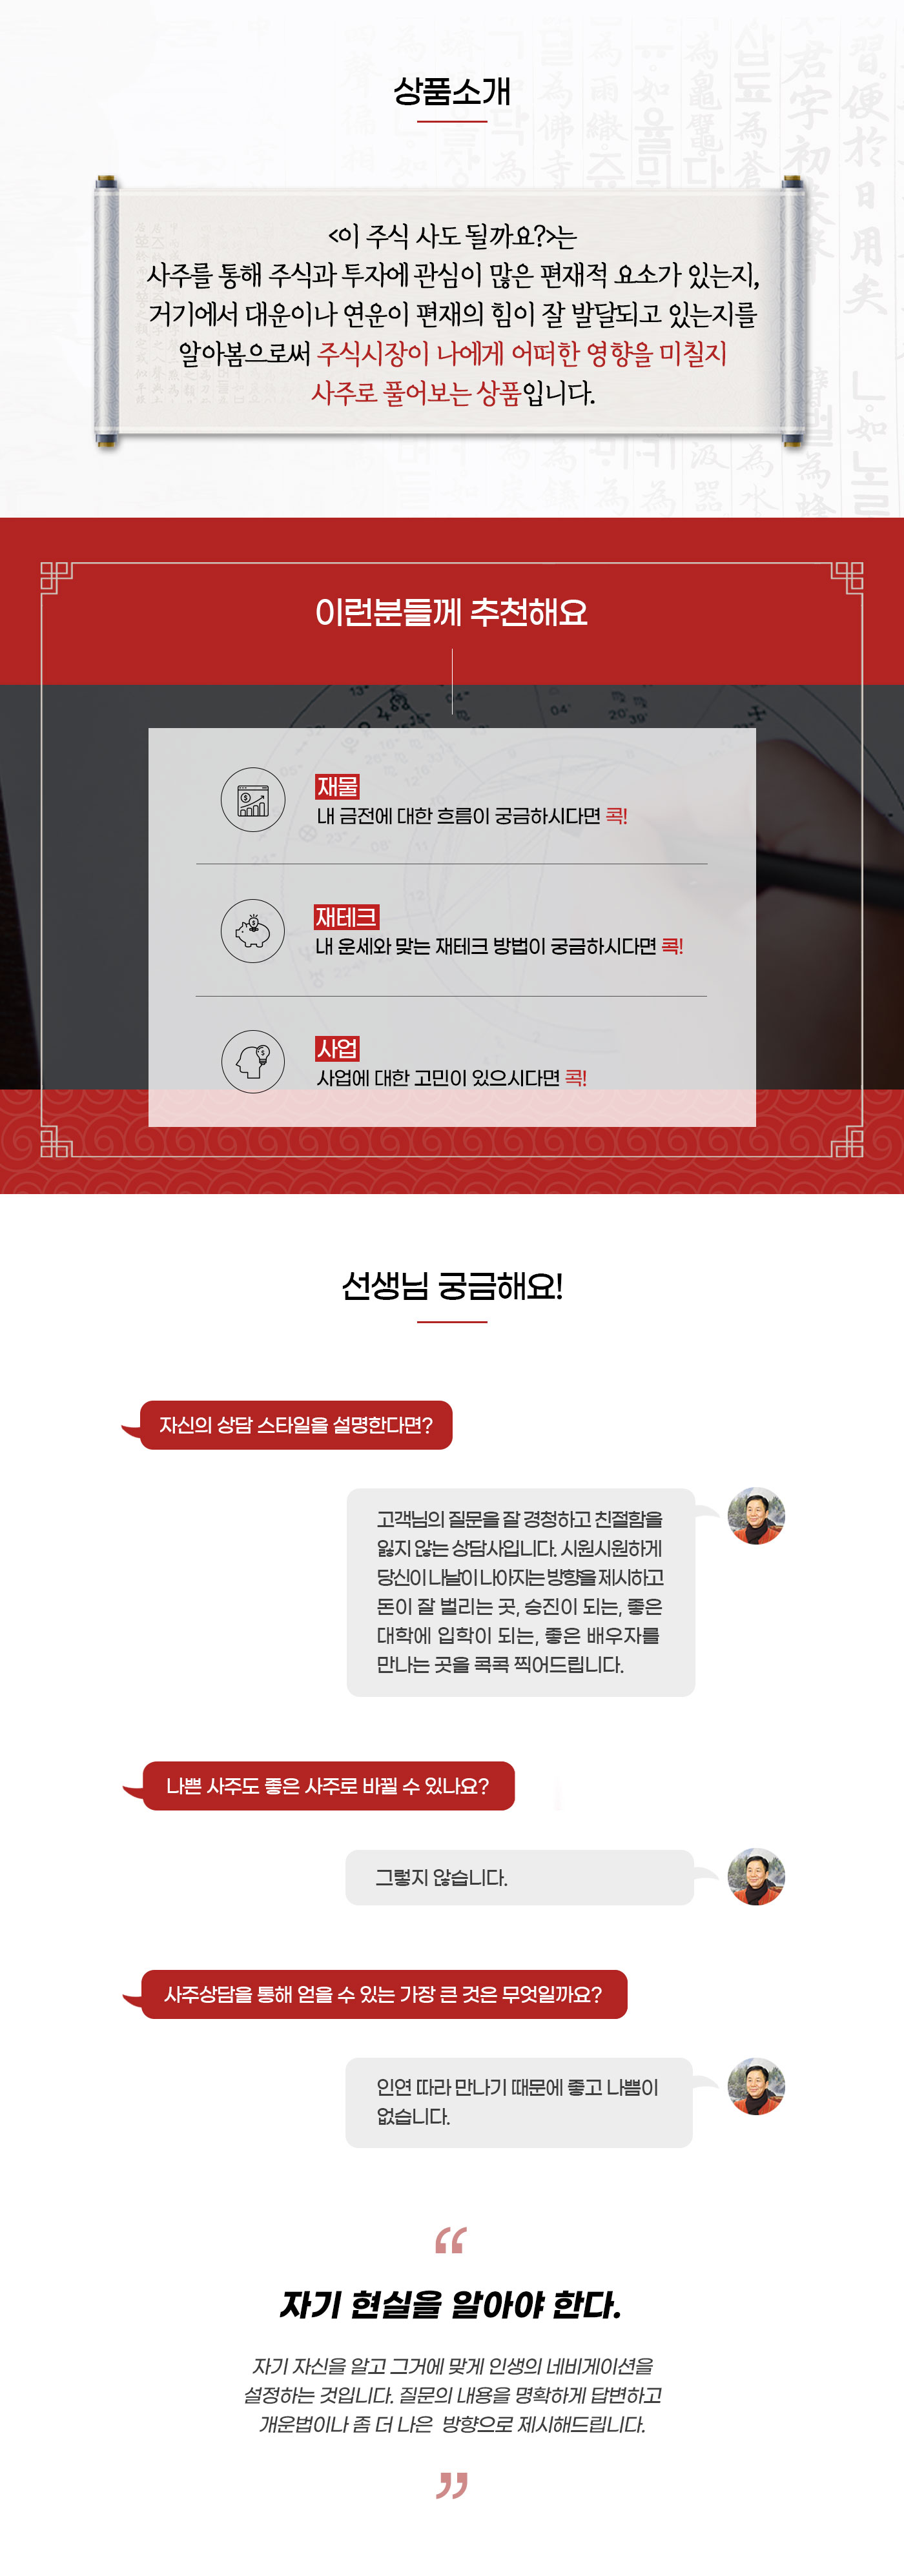 상품소개
<이 주식 사도 될까요?>는
사주를 통해 주식과 투자에 관심이 많은 편재적 요소가 있는지,
거기에서 대운이나 연운이 편재의 힘이 잘 발달되고 있는지를
알아봄으로써 주식시장이 나에게 어떠한 영향을 미칠지
사주로 풀어보는 상품입니다.
이런분들께 추천해요
재물
내 금전에 대한 흐름이 궁금하시다면 콕!
재테크
내 운세와 맞는 재테크 방법이 궁금하시다면 콕!
사업
사업에 대한 고민이 있으시다면 콕!
선생님 궁금해요!
자신의 상담 스타일을 설명한다면?
고객님의 질문을 잘 경청하고 친절함을
잃지 않는 상담사입니다. 시원시원하게
당신이 나날이 나아지는 방향을 제시하고
돈이 잘 벌리는 곳, 승진이 되는, 좋은
대학에 입학이 되는, 좋은 배우자를
만나는 곳을 콕콕 찍어드립니다.
나쁜 사주도 좋은 사주로 바뀔 수 있나요?
그렇지 않습니다.
사주상담을 통해 얻을 수 있는 가장 큰 것은 무엇일까요?
인연 따라 만나기 때문에 좋고 나쁨이
없습니다.
“
자기 현실을 알아야 한다.
자기 자신을 알고 그거에 맞게 인생의 네비게이션을
설정하는 것입니다. 질문의 내용을 명확하게 답변하고
개운법이나 좀 더 나은 방향으로 제시해드립니다.
”